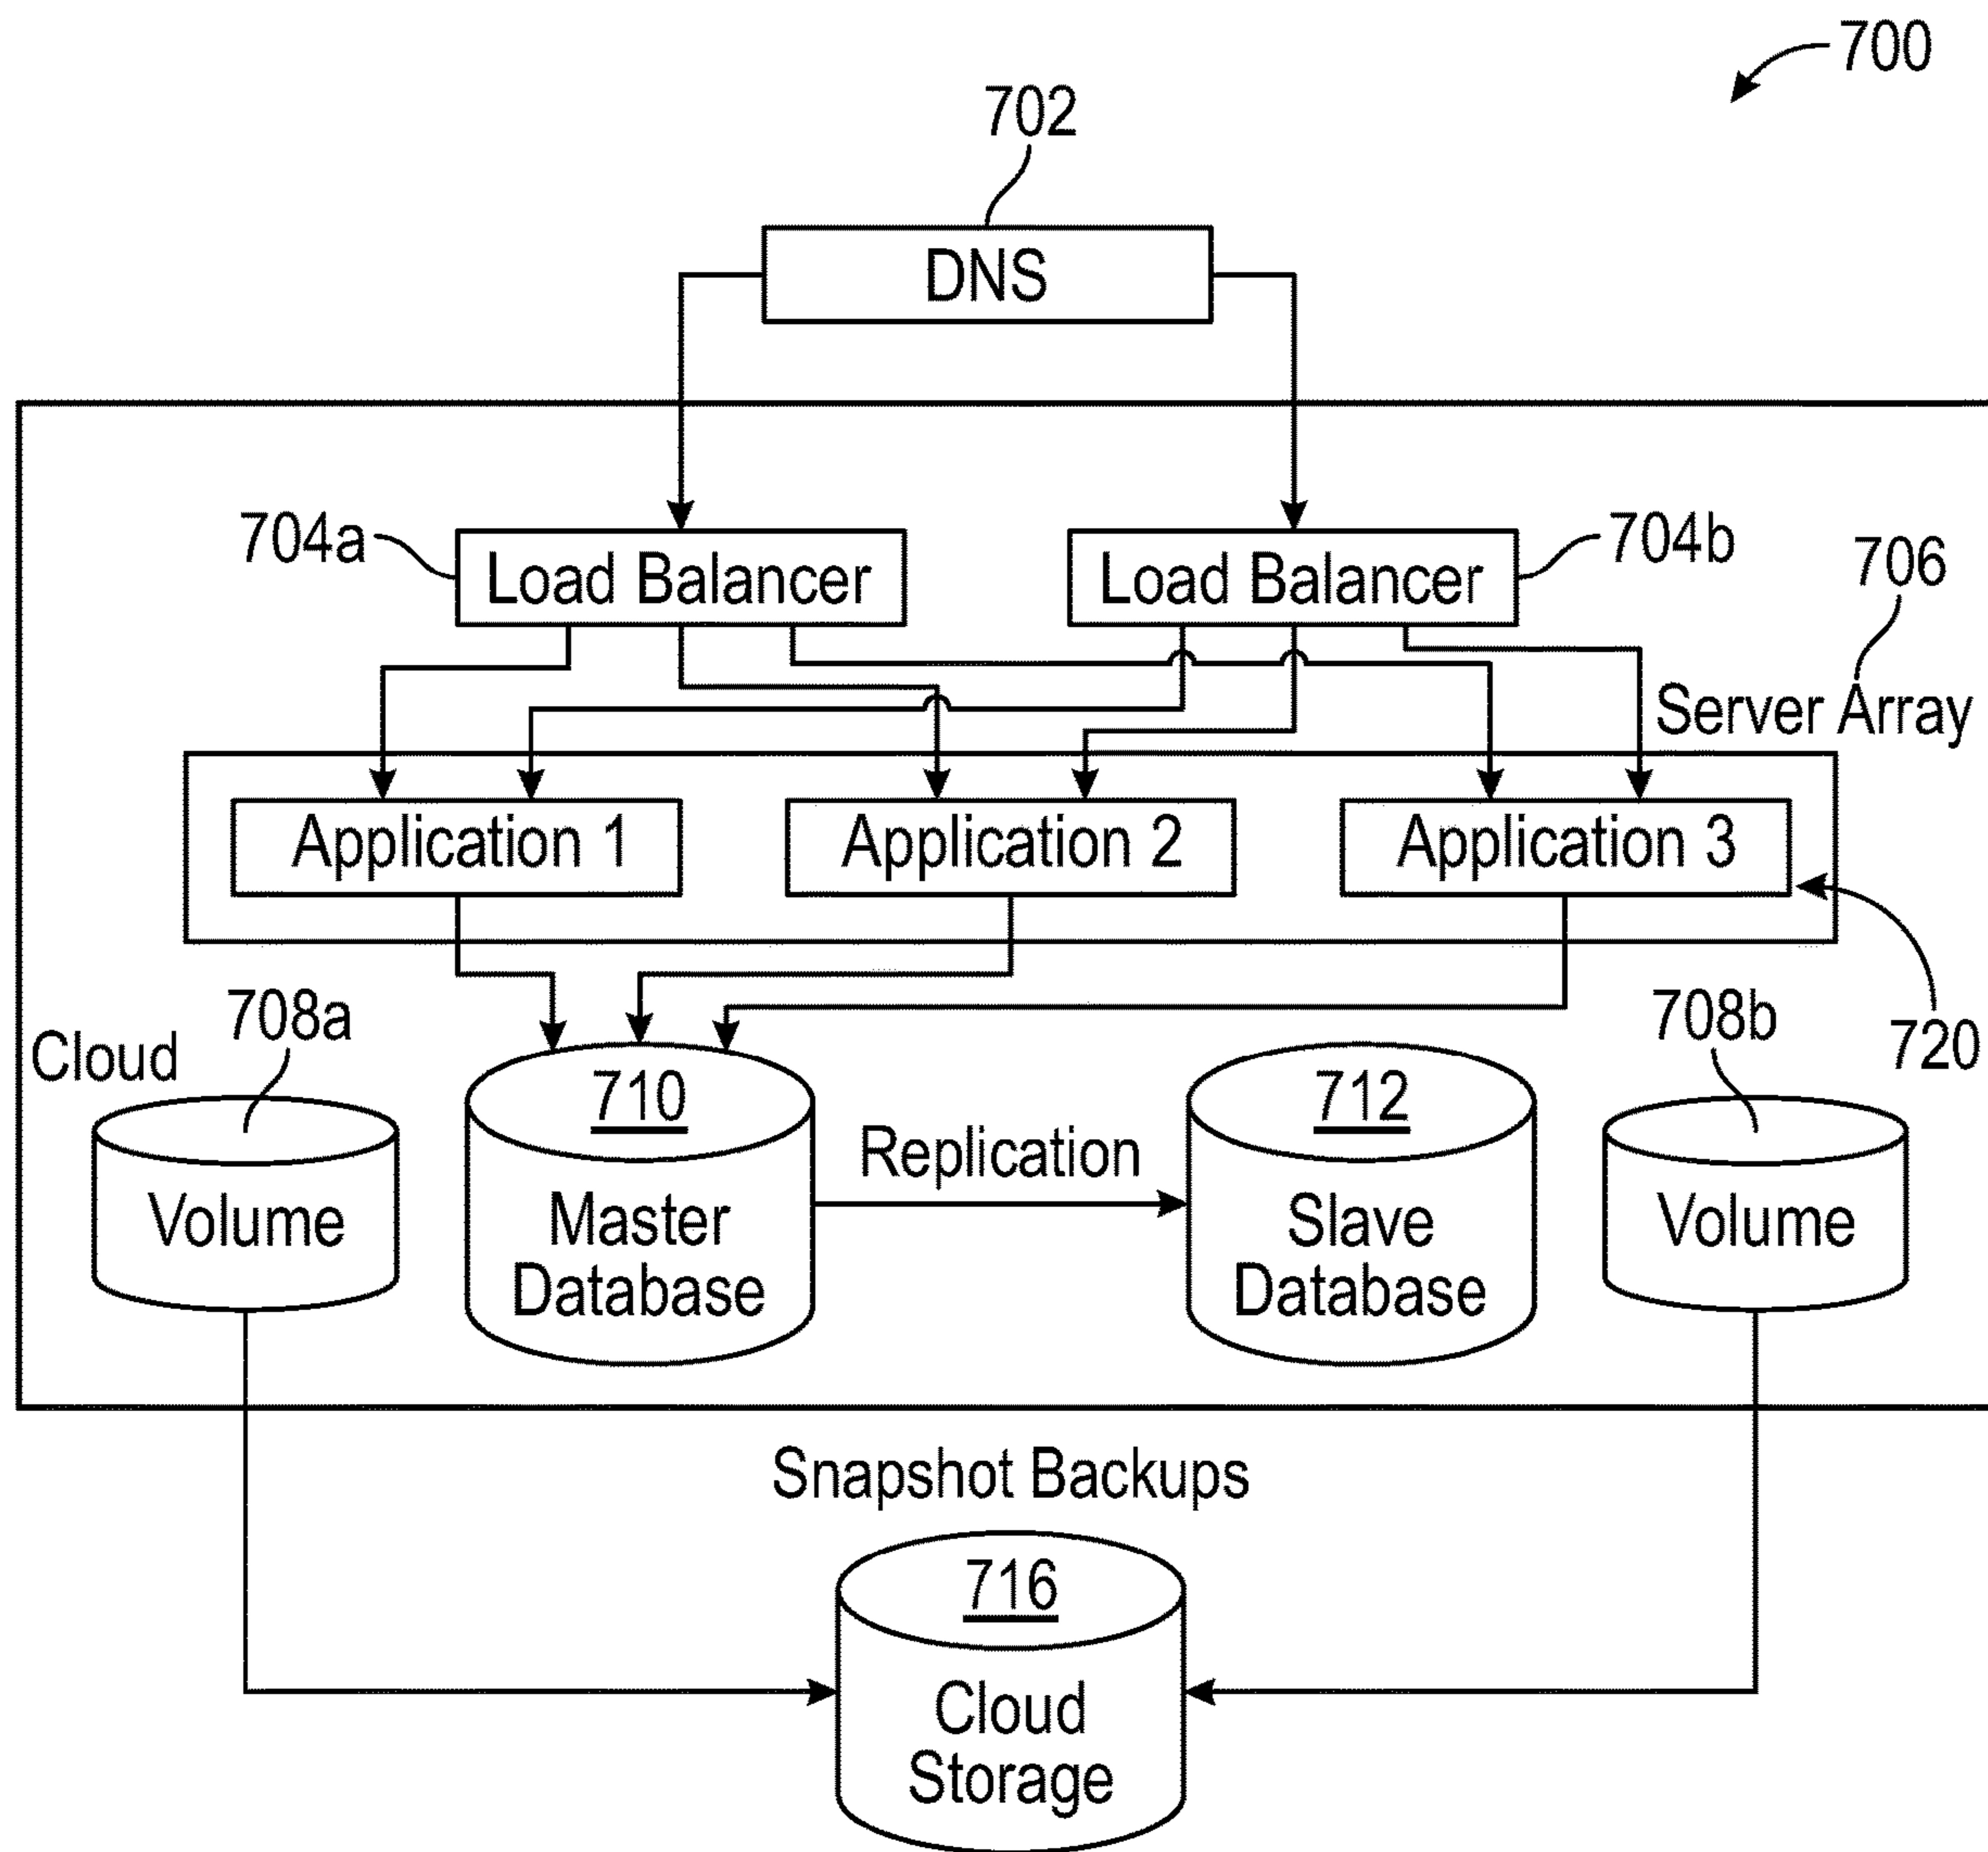 700
702
DNS
704a
Load Balancer
Load Balancer
704b
706
Server Array
Application 1
Application 2
Application 3
720
Cloud
708a
708b
710
Master
Database
Replication
712
Slave
Database
Volume
Volume
Snapshot Backups
716
Cloud
Storage